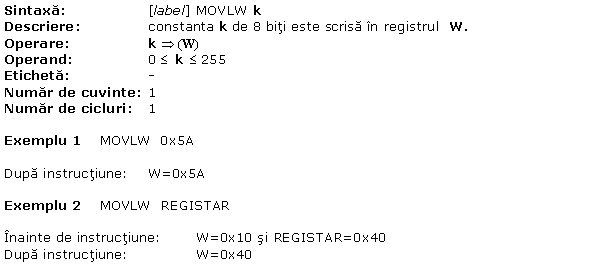 Sintaxă: [label] MOVLW k
Descriere: constanta k de 8 biţi este scrisă în registrul W.
Operare: k ⇒ (W)
Operand: 0 ≤ k ≤ 255
Etichetă: -
Număr de cuvinte: 1
Număr de cicluri: 1
Exemplu 1 MOVLW 0x5A
După instrucţiune: W=0x5A
Exemplu 2 MOVLW REGISTAR
Înainte de instrucţiune: W=0x10 şi REGISTAR=0x40
După instrucţiune: W=0x40